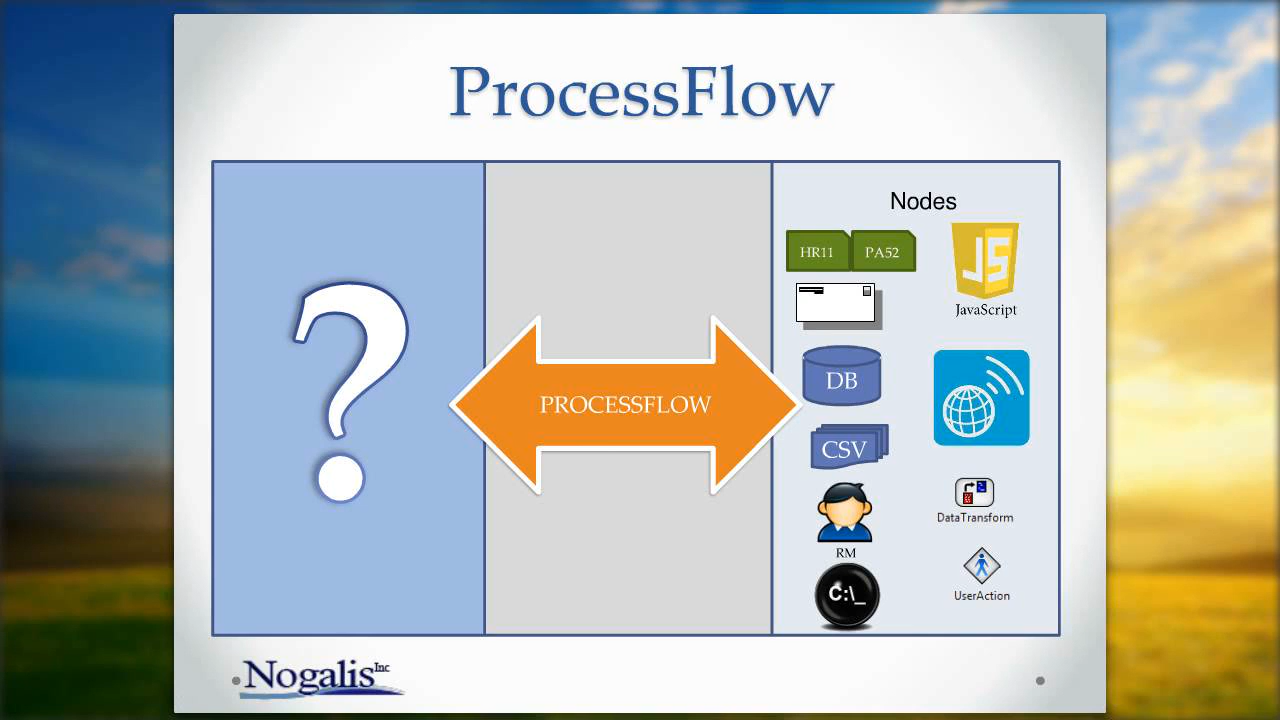 ProcessFlow
?
PROCESSFLOW
Nodes
HR11 PA52
JS
JavaScript
DB
CSV
DataTransform
RM
C:\_
UserAction
Nogalis Inc